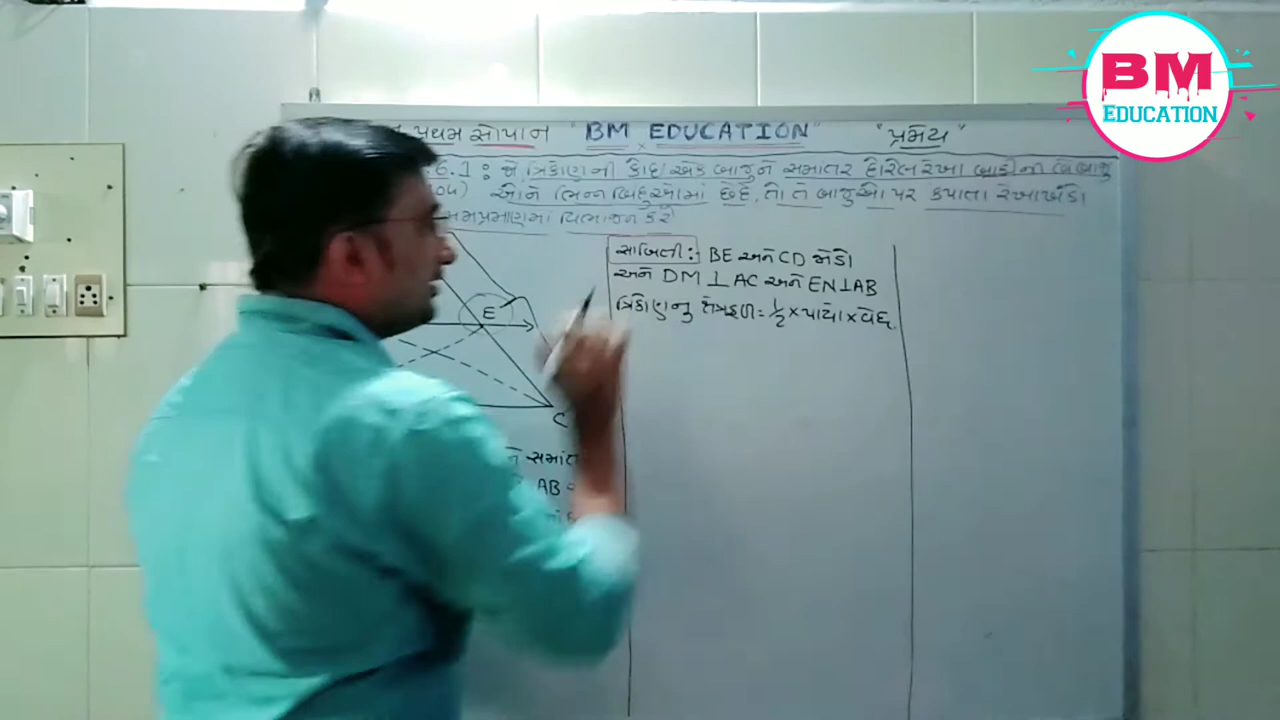 BM
EDUCATION
પ્રથમ સોપાન "BM EDUCATION" "પ્રમેય"
6.1 : જો ત્રિકોણની કોઇ એક બાજુને સમાંતર દોરેલ રેખા બાકીની બે બાજુ
ઓને ભિન્ન બિંદુઓમાં છેદે, તો તે બાજુઓ પર કપાતા રેખાખંડો
સમપ્રમાણમાં વિભાજન કરે
સાબિતી : BE અને CD જોડો
અને DM⊥AC અને EN⊥AB
ત્રિકોણનુ ક્ષેત્રફળ = ½ × પાયો × વેધ
E
C
ને સમાંત
AB